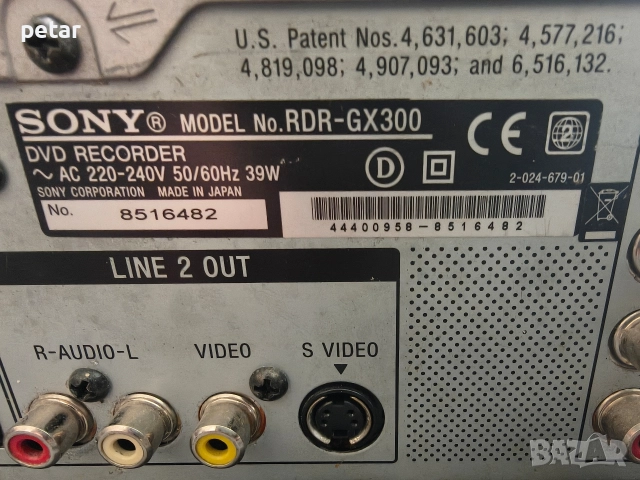 petar
U.S. Patent Nos. 4,631,603; 4,577,216;
4,819,098; 4,907,093; and 6,516,132.
SONY® MODEL No. RDR-GX300
DVD RECORDER
~ AC 220-240V 50/60Hz 39W
SONY CORPORATION MADE IN JAPAN
No. 8516482
CE
2
D
2-024-679-01
44400958-8516482
LINE 2 OUT
R-AUDIO-L
VIDEO
S VIDEO
BAZAR